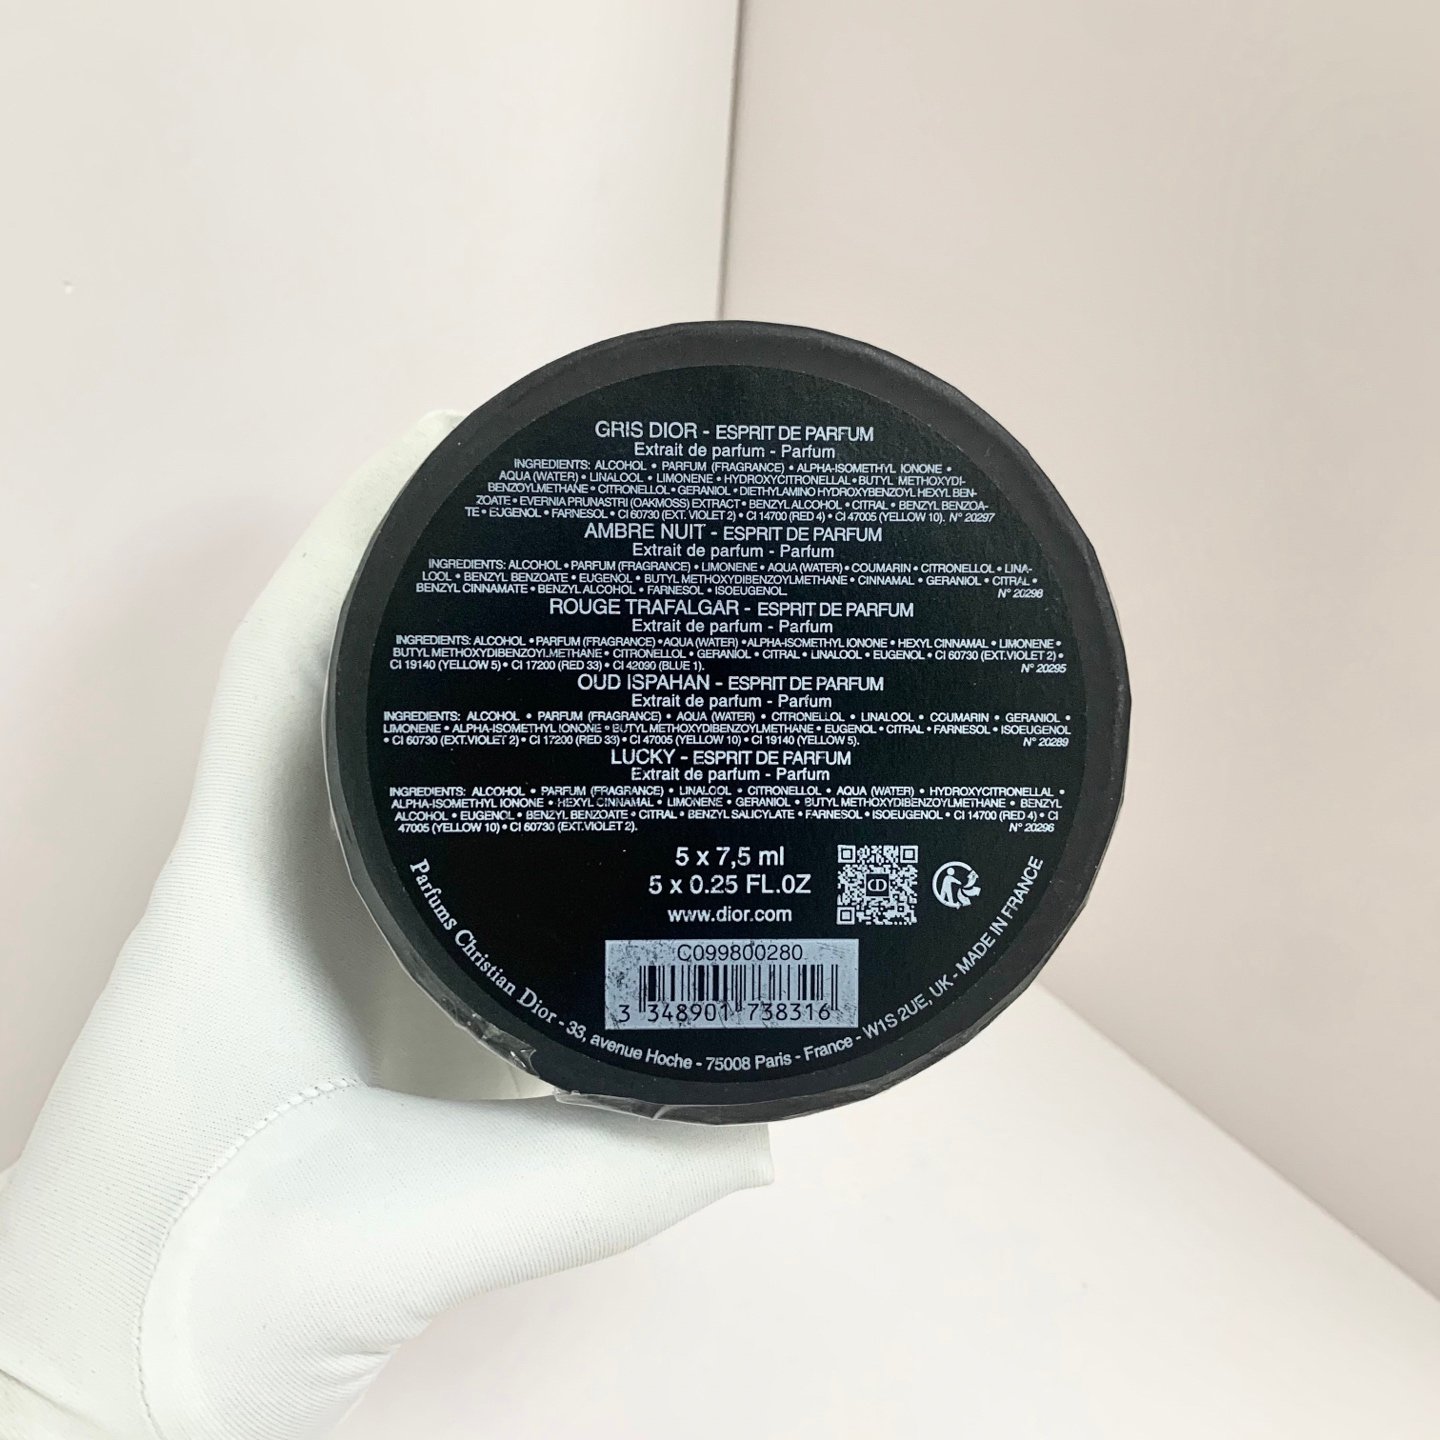 GRIS DIOR - ESPRIT DE PARFUM
Extrait de parfum - Parfum
INGREDIENTS: ALCOHOL • PARFUM (FRAGRANCE) • ALPHA-ISOMETHYL IONONE •
AQUA (WATER) • LINALOOL • LIMONENE • HYDROXYCITRONELLAL • BUTYL METHOXYDI-
BENZOYLMETHANE • CITRONELLOL • GERANIOL • DIETHYLAMINO HYDROXYBENZOYL HEXYL BEN-
ZOATE • EVERNIA PRUNASTRI (OAKMOSS) EXTRACT • BENZYL ALCOHOL • CITRAL • BENZYL BENZOA-
TE • EUGENOL • FARNESOL • CI 60730 (EXT. VIOLET 2) • CI 14700 (RED 4) • CI 47005 (YELLOW 10). N° 20297
AMBRE NUIT - ESPRIT DE PARFUM
Extrait de parfum - Parfum
INGREDIENTS: ALCOHOL • PARFUM (FRAGRANCE) • LIMONENE • AQUA (WATER) • COUMARIN • CITRONELLOL • LINA-
LOOL • BENZYL BENZOATE • EUGENOL • BUTYL METHOXYDIBENZOYLMETHANE • CINNAMAL • GERANIOL • CITRAL •
BENZYL CINNAMATE • BENZYL ALCOHOL • FARNESOL • ISOEUGENOL. N° 20298
ROUGE TRAFALGAR - ESPRIT DE PARFUM
Extrait de parfum - Parfum
INGREDIENTS: ALCOHOL • PARFUM (FRAGRANCE) • AQUA (WATER) • ALPHA-ISOMETHYL IONONE • HEXYL CINNAMAL • LIMONENE •
BUTYL METHOXYDIBENZOYLMETHANE • CITRONELLOL • GERANIOL • CITRAL • LINALOOL • EUGENOL • CI 60730 (EXT.VIOLET 2) •
CI 19140 (YELLOW 5) • CI 17200 (RED 33) • CI 42090 (BLUE 1). N° 20295
OUD ISPAHAN - ESPRIT DE PARFUM
Extrait de parfum - Parfum
INGREDIENTS: ALCOHOL • PARFUM (FRAGRANCE) • AQUA (WATER) • CITRONELLOL • LINALOOL • COUMARIN • GERANIOL •
LIMONENE • ALPHA-ISOMETHYL IONONE • BUTYL METHOXYDIBENZOYLMETHANE • EUGENOL • CITRAL • FARNESOL • ISOEUGENOL
• CI 60730 (EXT.VIOLET 2) • CI 17200 (RED 33) • CI 47005 (YELLOW 10) • CI 19140 (YELLOW 5). N° 20289
LUCKY - ESPRIT DE PARFUM
Extrait de parfum - Parfum
INGREDIENTS: ALCOHOL • PARFUM (FRAGRANCE) • LINALOOL • CITRONELLOL • AQUA (WATER) • HYDROXYCITRONELLAL •
ALPHA-ISOMETHYL IONONE • HEXYL CINNAMAL • LIMONENE • GERANIOL • BUTYL METHOXYDIBENZOYLMETHANE • BENZYL
ALCOHOL • EUGENOL • BENZYL BENZOATE • CITRAL • BENZYL SALICYLATE • FARNESOL • ISOEUGENOL • CI 14700 (RED 4) • CI
47005 (YELLOW 10) • CI 60730 (EXT.VIOLET 2). N° 20296
5 x 7,5 ml
5 x 0.25 FL.OZ
www.dior.com
CD
C099800280
3 348901 738316
Parfums Christian Dior - 33, avenue Hoche - 75008 Paris - France - W1S 2UE, UK - MADE IN FRANCE